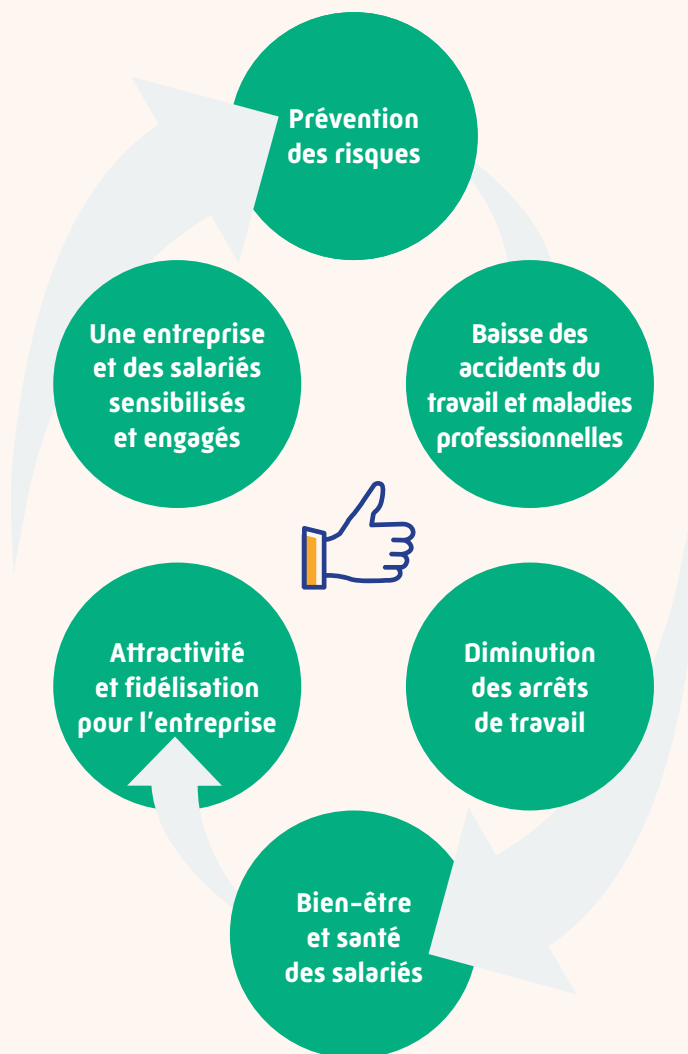 Prévention
des risques
Baisse des
accidents du
travail et maladies
professionnelles
Diminution
des arrêts
de travail
Bien-être
et santé
des salariés
Attractivité
et fidélisation
pour l'entreprise
Une entreprise
et des salariés
sensibilisés
et engagés